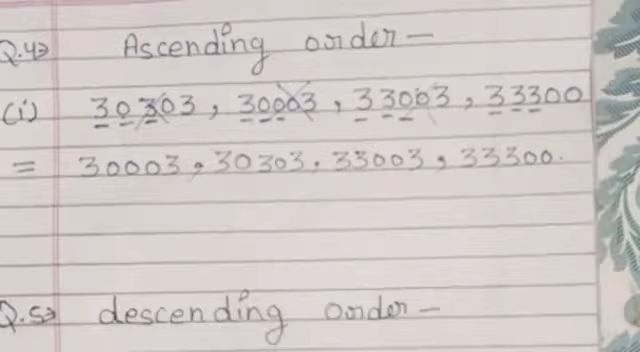 Q.4) Ascending order—
(i) 30303, 30003, 33003, 33300
= 30003, 30303, 33003, 33300.
Q.5) descending order—